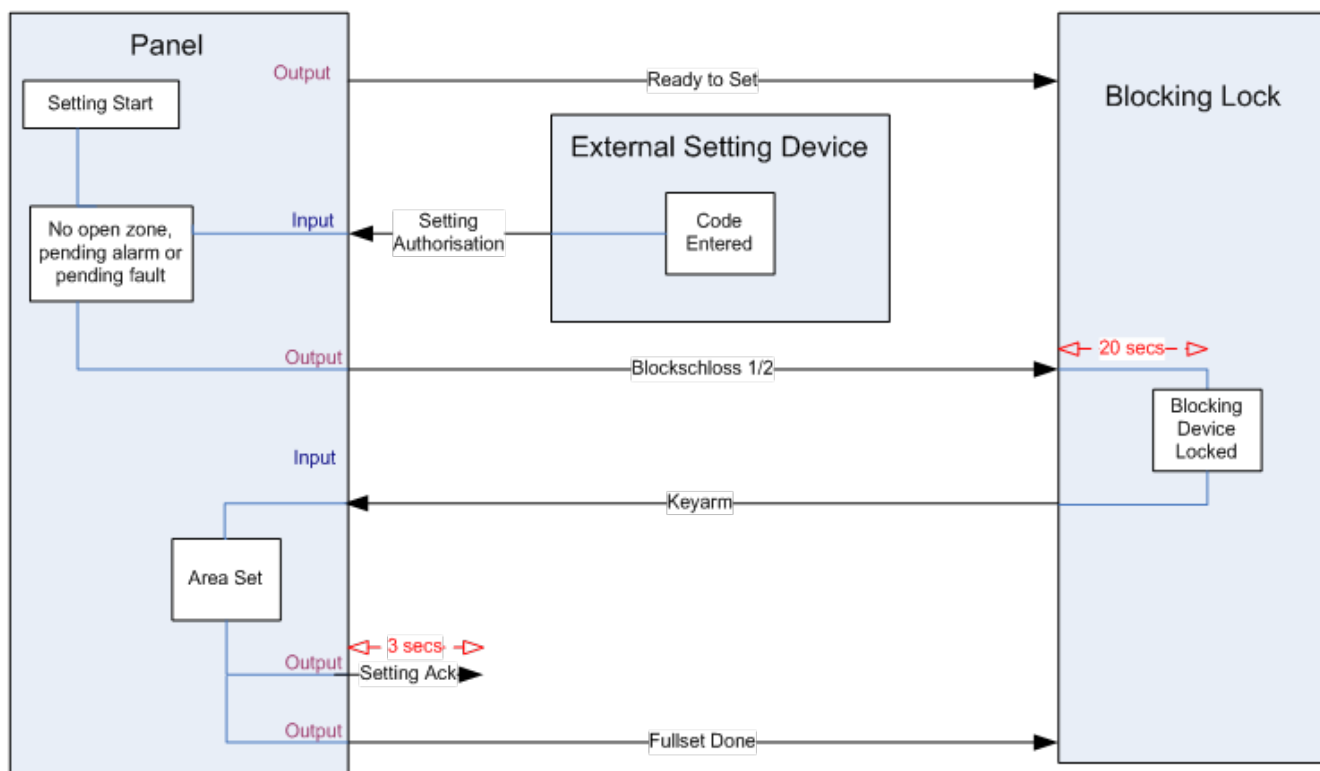 Panel
Output
Ready to Set
Blocking Lock
Setting Start
External Setting Device
Input
Setting
Authorisation
Code
Entered
No open zone,
pending alarm or
pending fault
Output
Blockschloss 1/2
20 secs
Blocking
Device
Locked
Input
Keyarm
Area Set
3 secs
Output
Setting Ack
Output
Fullset Done